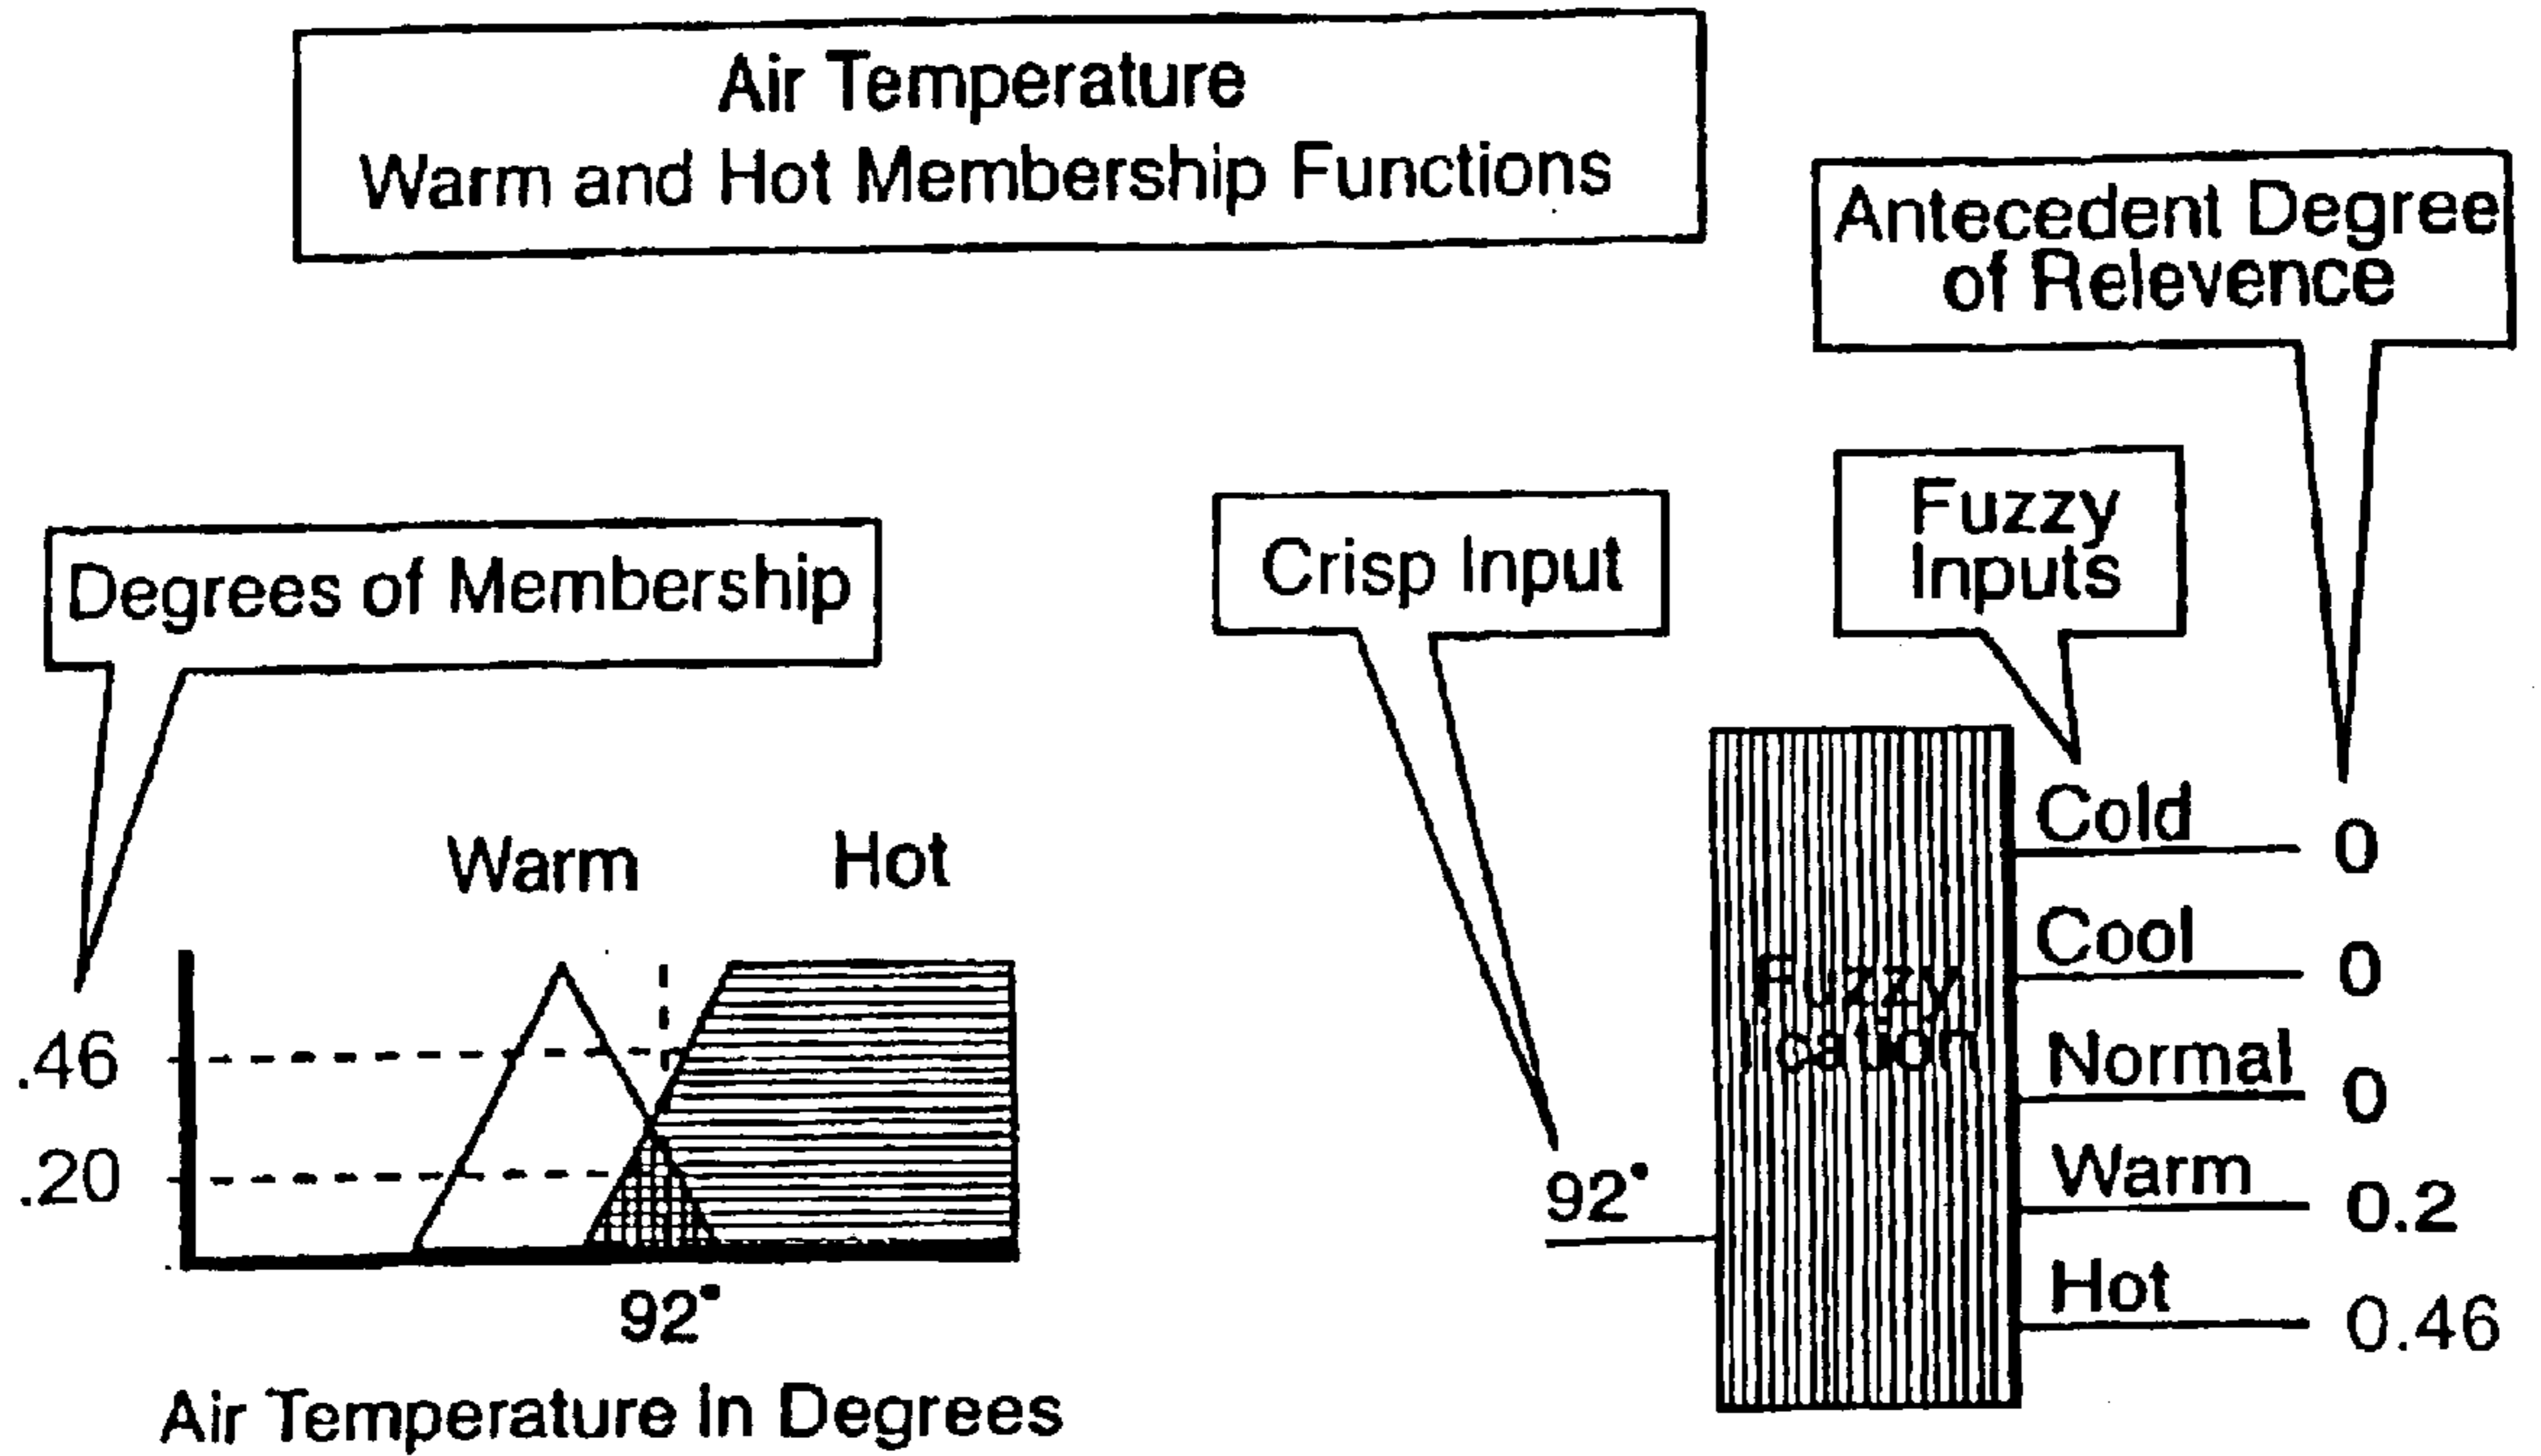 Air Temperature
Warm and Hot Membership Functions
Antecedent Degree
of Relevence
Degrees of Membership
Crisp Input
Fuzzy
Inputs
Warm
Hot
.46
.20
92°
Air Temperature In Degrees
92°
Fuzzy
ication
Cold
0
Cool
0
Normal
0
Warm
0.2
Hot
0.46